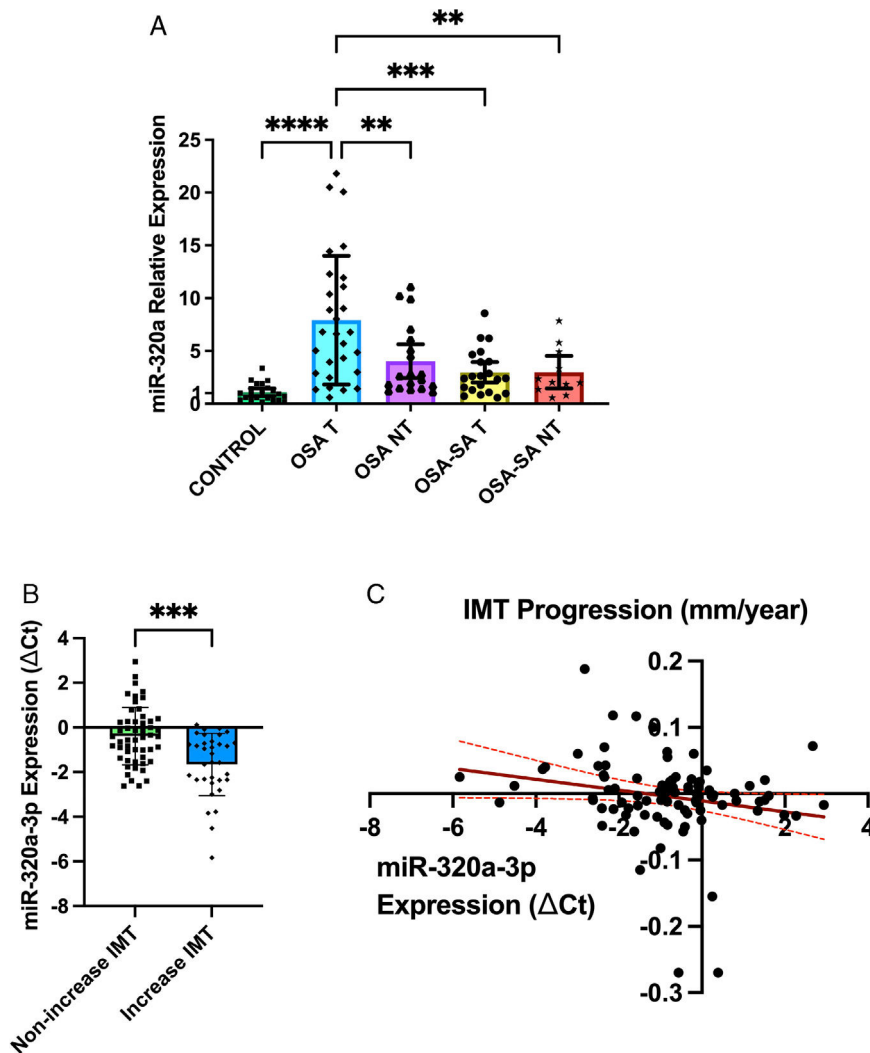 A
**
***
****
**
miR-320a Relative Expression
25
20
15
10
5
1
0
CONTROL
OSA T
OSA NT
OSA-SA T
OSA-SA NT
B
***
miR-320a-3p Expression (ΔCt)
4
2
0
-2
-4
-6
-8
Non-increase IMT
Increase IMT
C
IMT Progression (mm/year)
0.2
0.1
-8
-6
-4
-2
0
2
4
miR-320a-3p
Expression (ΔCt)
-0.1
-0.2
-0.3